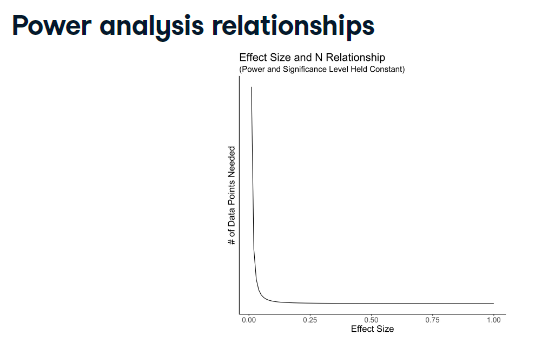 Power analysis relationships
Effect Size and N Relationship
(Power and Significance Level Held Constant)
# of Data Points Needed
0.00 0.25 0.50 0.75 1.00
Effect Size